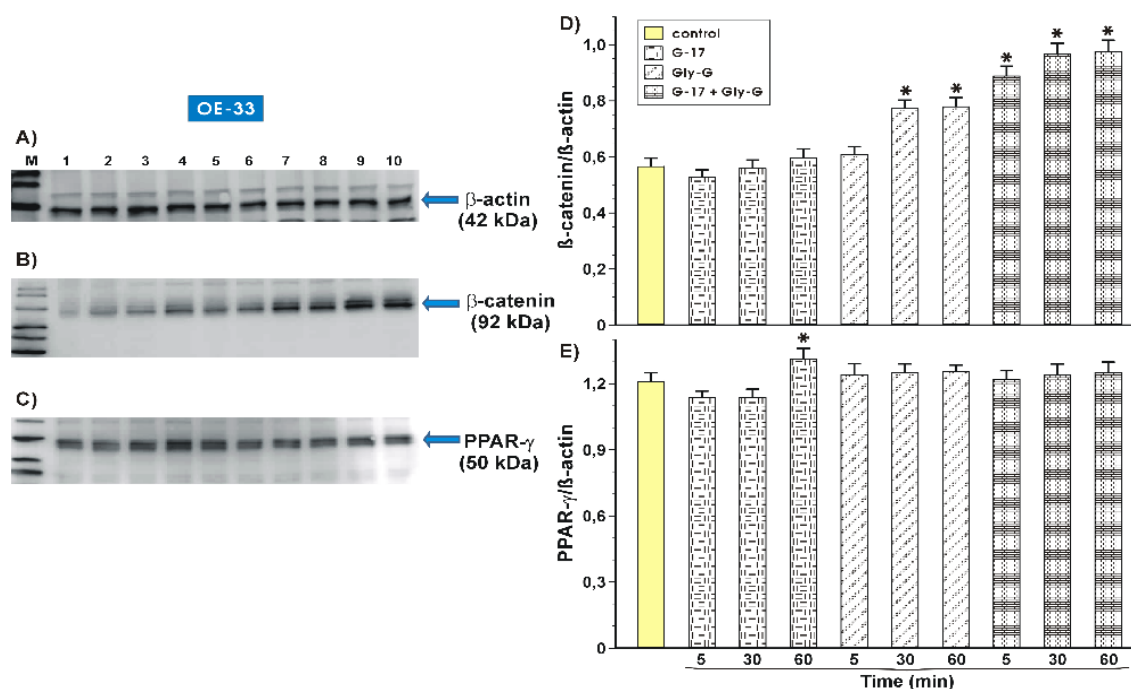 OE-33
A)
M 1 2 3 4 5 6 7 8 9 10
β-actin
(42 kDa)
B)
β-catenin
(92 kDa)
C)
PPAR-γ
(50 kDa)
D)
control
G-17
Gly-G
G-17 + Gly-G
ß-catenin/ß-actin
1,0
0,8
0,6
0,4
0,2
0
* * * * *
E)
PPAR-γ/ß-actin
1,2
0,9
0,6
0,3
0
*
5 30 60 5 30 60 5 30 60
Time (min)